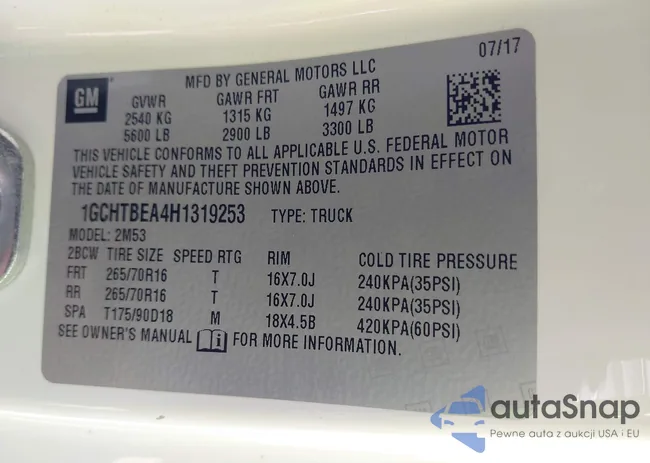 07/17
GM
MFD BY GENERAL MOTORS LLC
GVWR GAWR FRT GAWR RR
2540 KG 1315 KG 1497 KG
5600 LB 2900 LB 3300 LB
THIS VEHICLE CONFORMS TO ALL APPLICABLE U.S. FEDERAL MOTOR
VEHICLE SAFETY AND THEFT PREVENTION STANDARDS IN EFFECT ON
THE DATE OF MANUFACTURE SHOWN ABOVE.
1GCHTBEA4H1319253 TYPE: TRUCK
MODEL: 2M53
2BCW TIRE SIZE SPEED RTG RIM COLD TIRE PRESSURE
FRT 265/70R16 T 16X7.0J 240KPA(35PSI)
RR 265/70R16 T 16X7.0J 240KPA(35PSI)
SPA T175/90D18 M 18X4.5B 420KPA(60PSI)
SEE OWNER'S MANUAL FOR MORE INFORMATION.
autaSnap
Pewne auta z aukcji USA i EU